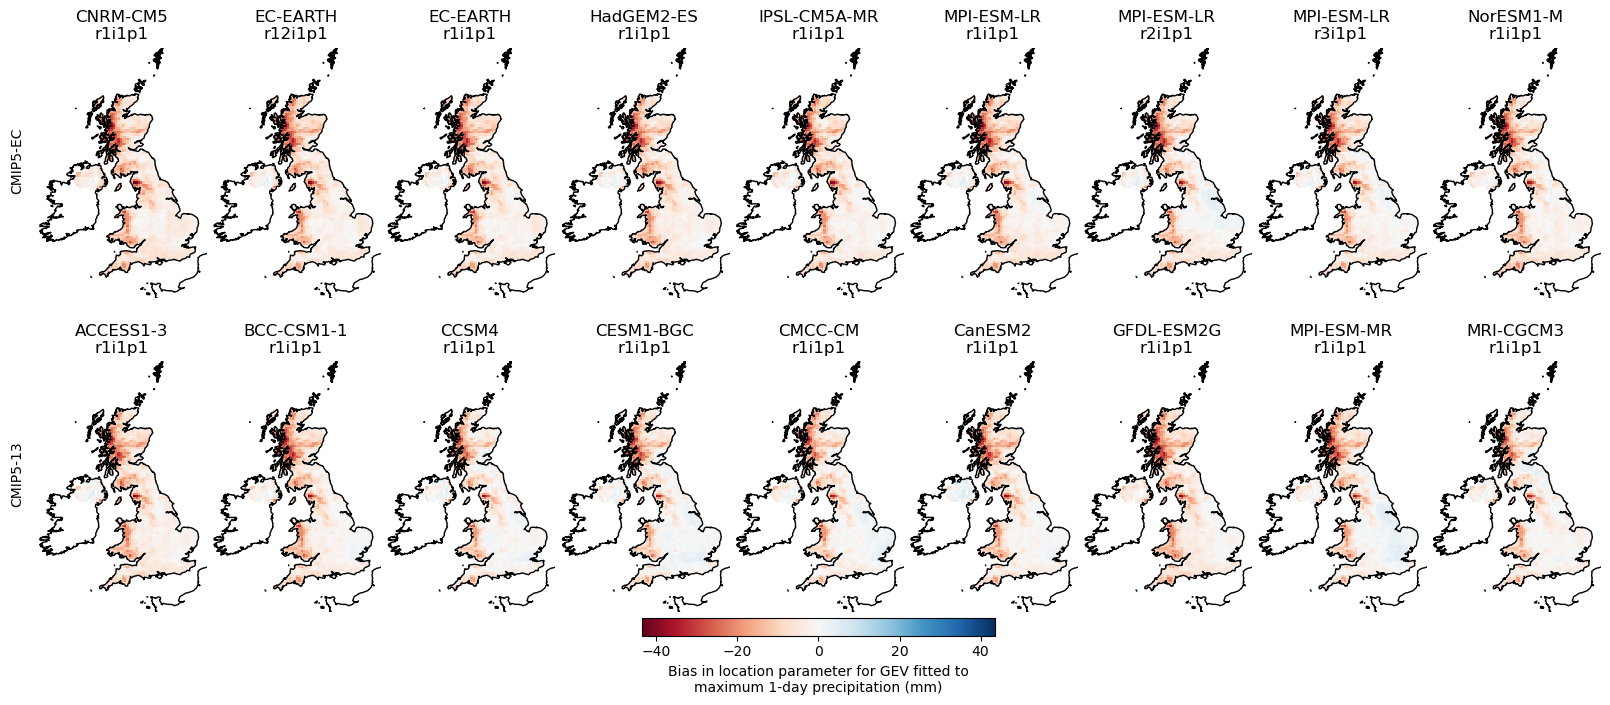 CNRM-CM5
r1i1p1
EC-EARTH
r12i1p1
EC-EARTH
r1i1p1
HadGEM2-ES
r1i1p1
IPSL-CM5A-MR
r1i1p1
MPI-ESM-LR
r1i1p1
MPI-ESM-LR
r2i1p1
MPI-ESM-LR
r3i1p1
NorESM1-M
r1i1p1
CMIP5-EC
ACCESS1-3
r1i1p1
BCC-CSM1-1
r1i1p1
CCSM4
r1i1p1
CESM1-BGC
r1i1p1
CMCC-CM
r1i1p1
CanESM2
r1i1p1
GFDL-ESM2G
r1i1p1
MPI-ESM-MR
r1i1p1
MRI-CGCM3
r1i1p1
CMIP5-13
−40 −20 0 20 40
Bias in location parameter for GEV fitted to
maximum 1-day precipitation (mm)